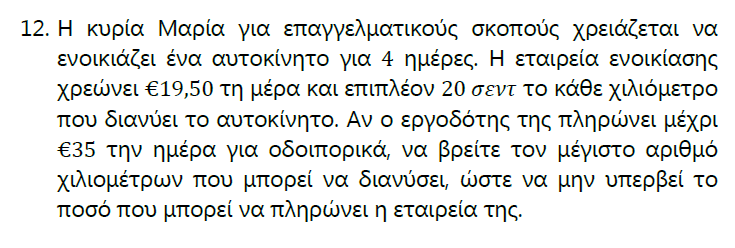 12. Η κυρία Μαρία για επαγγελματικούς σκοπούς χρειάζεται να
ενοικιάζει ένα αυτοκίνητο για 4 ημέρες. Η εταιρεία ενοικίασης
χρεώνει €19,50 τη μέρα και επιπλέον 20 σεντ το κάθε χιλιόμετρο
που διανύει το αυτοκίνητο. Αν ο εργοδότης της πληρώνει μέχρι
€35 την ημέρα για οδοιπορικά, να βρείτε τον μέγιστο αριθμό
χιλιομέτρων που μπορεί να διανύσει, ώστε να μην υπερβεί το
ποσό που μπορεί να πληρώνει η εταιρεία της.